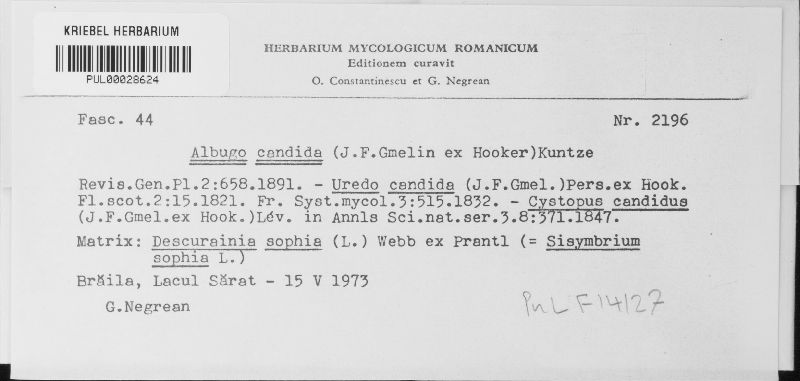 KRIEBEL HERBARIUM
PUL00028624
HERBARIUM MYCOLOGICUM ROMANICUM
Editionem curavit
O. Constantinescu et G. Negrean
Fasc. 44
Nr. 2196
Albugo candida (J.F.Gmelin ex Hooker)Kuntze
Revis.Gen.Pl.2:658.1891. - Uredo candida (J.F.Gmel.)Pers.ex Hook.
Fl.scot.2:15.1821. Fr. Syst.mycol.3:515.1832. - Cystopus candidus
(J.F.Gmel.ex Hook.)Lév. in Annls Sci.nat.ser.3.8:371.1847.
Matrix: Descurainia sophia (L.) Webb ex Prantl (= Sisymbrium
sophia L.)
Brăila, Lacul Sărat - 15 V 1973
G.Negrean
PuL F14127